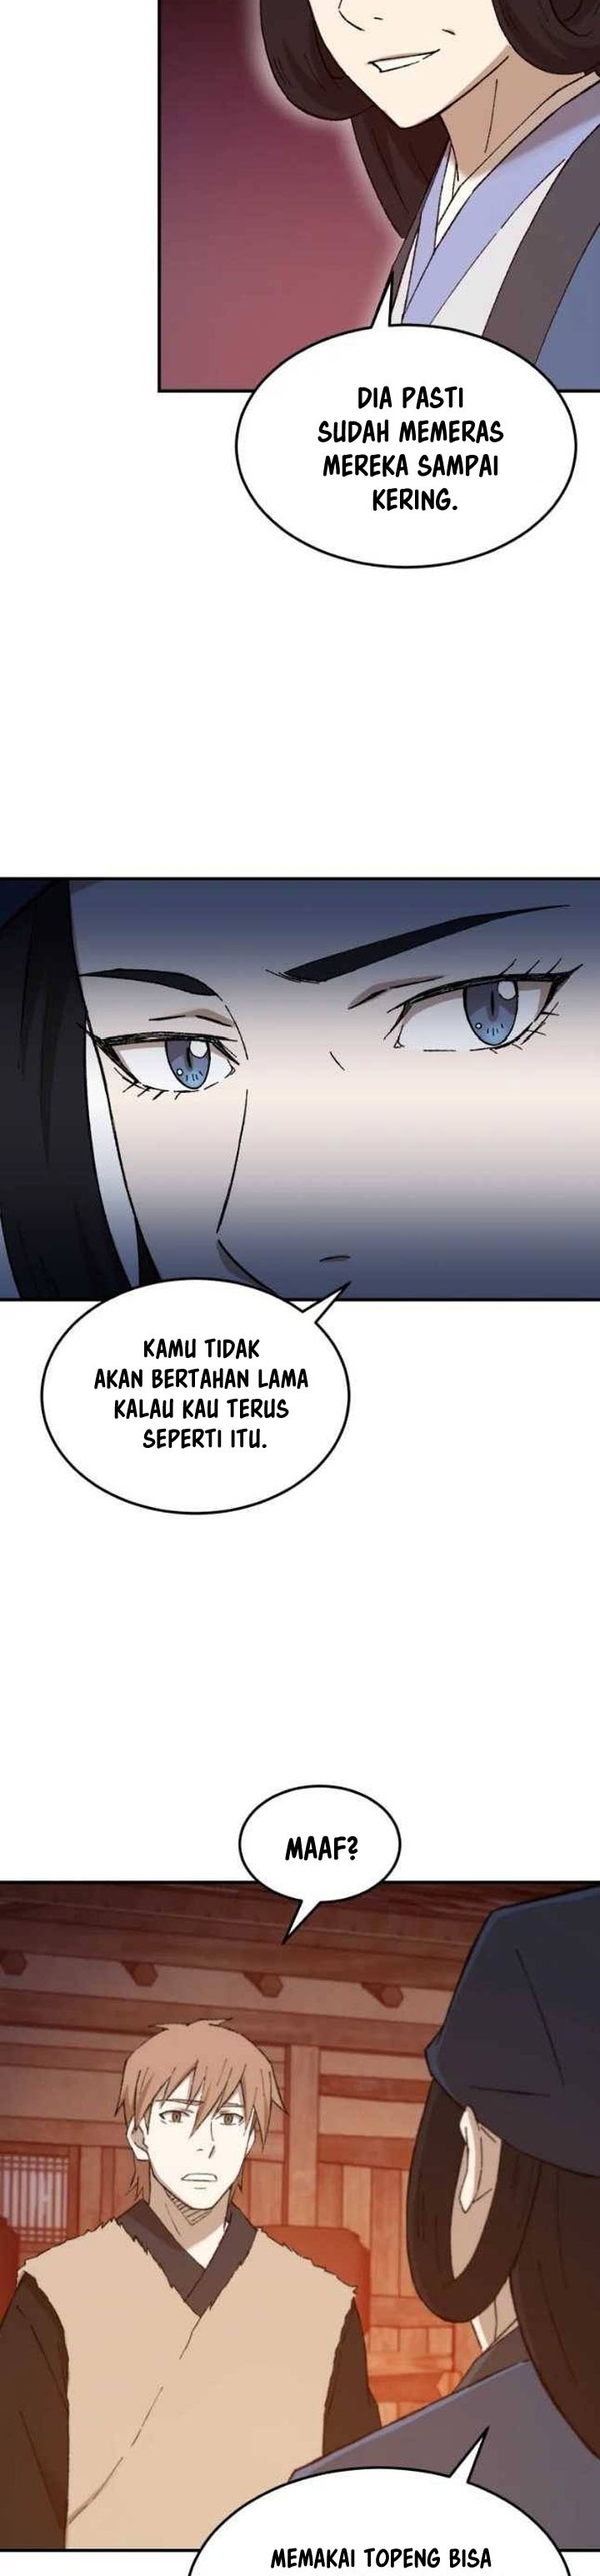 DIA PASTI
SUDAH MEMERAS
MEREKA SAMPAI
KERING.
KAMU TIDAK
AKAN BERTAHAN LAMA
KALAU KAU TERUS
SEPERTI ITU.
MAAF?
MEMAKAI TOPENG BISA